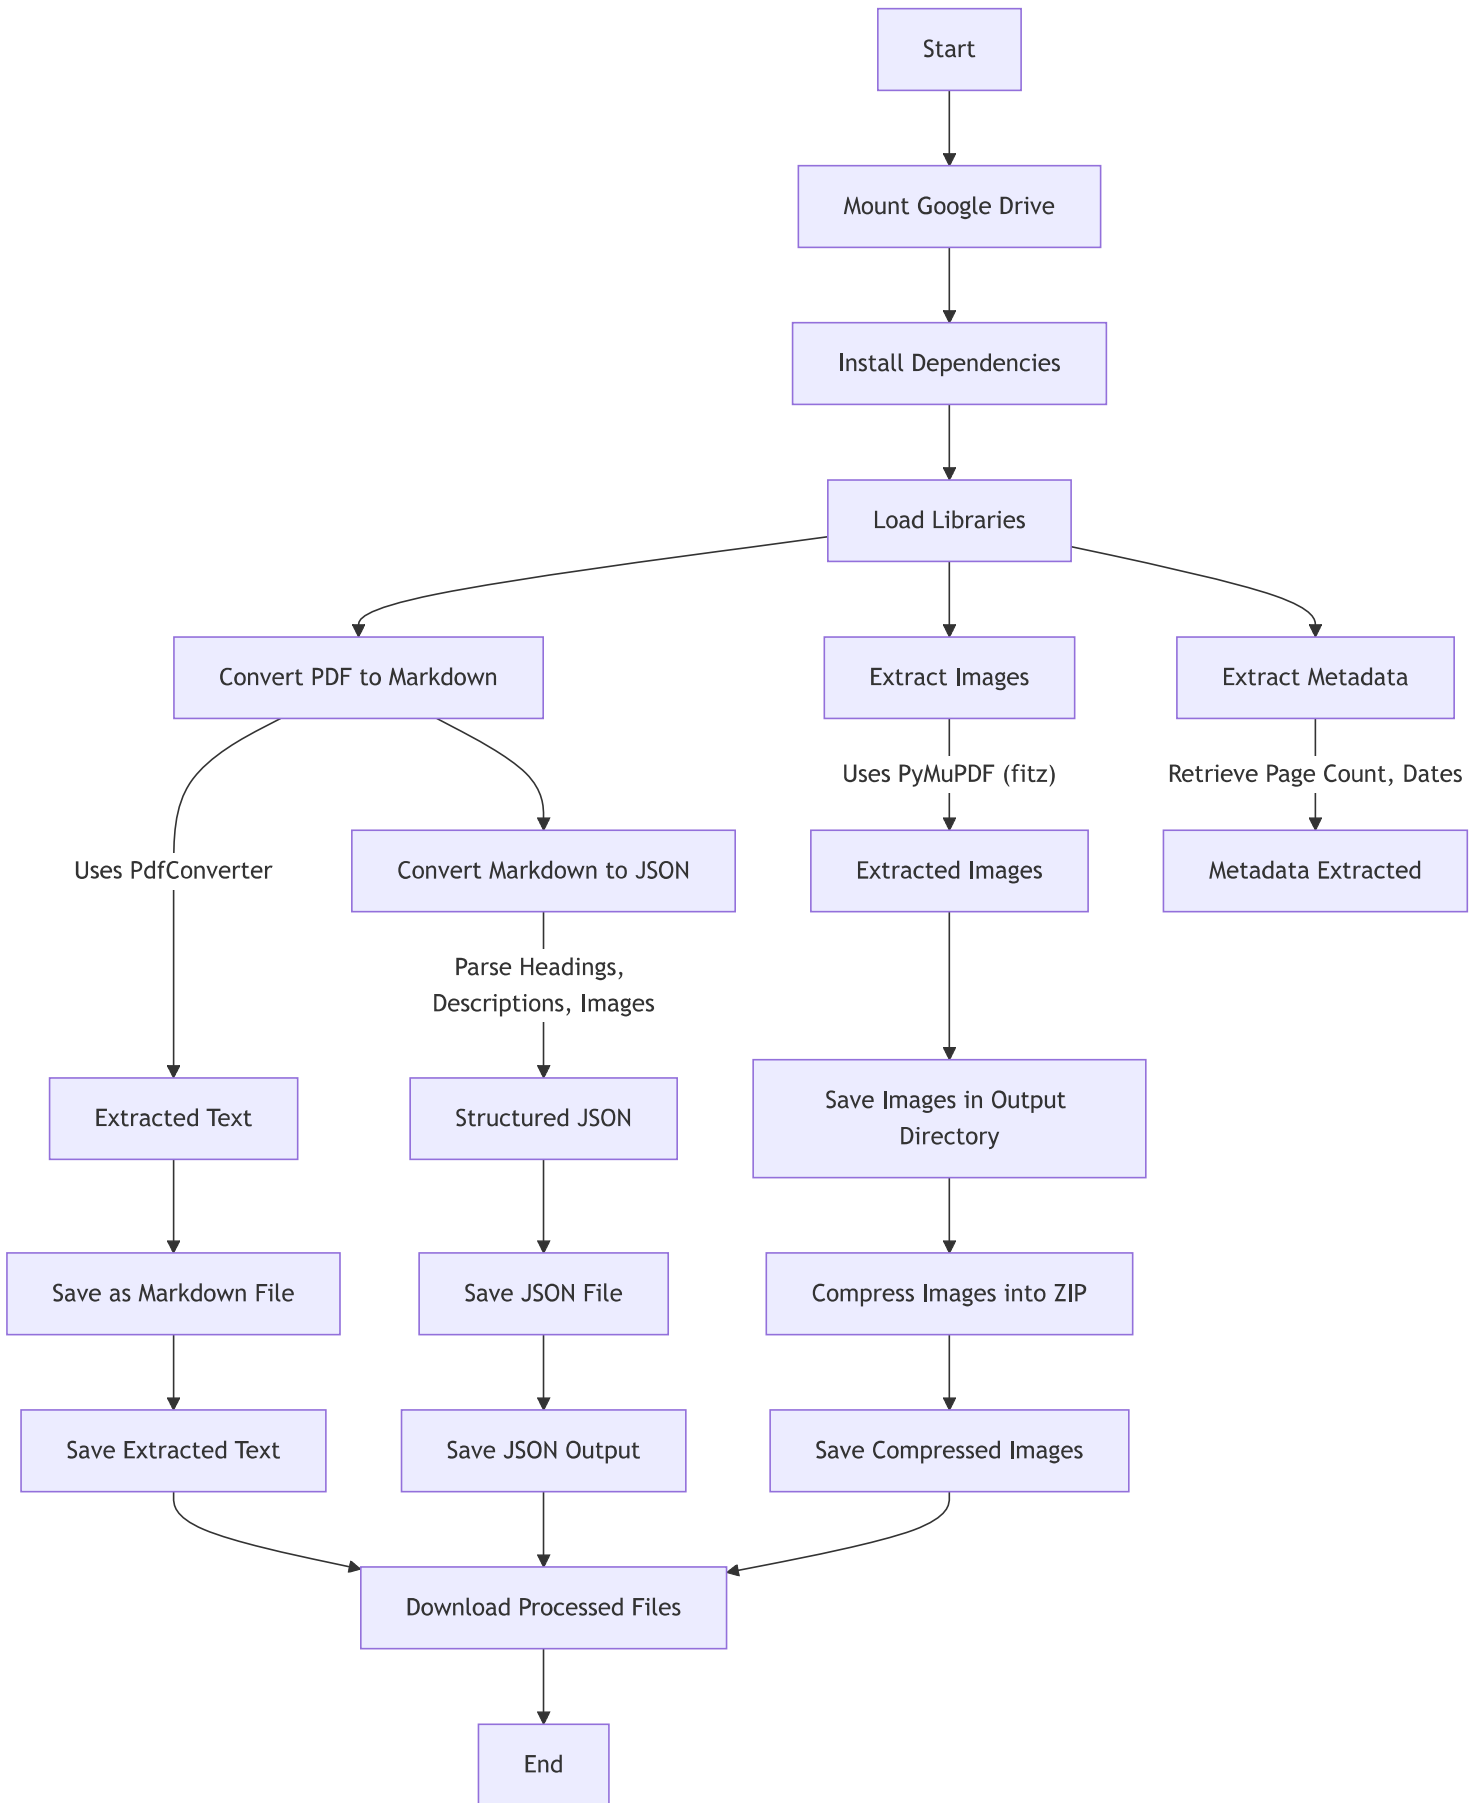 Start
Mount Google Drive
Install Dependencies
Load Libraries
Convert PDF to Markdown
Extract Images
Extract Metadata
Uses PyMuPDF (fitz)
Retrieve Page Count, Dates
Uses PdfConverter
Convert Markdown to JSON
Extracted Images
Metadata Extracted
Parse Headings,
Descriptions, Images
Extracted Text
Structured JSON
Save Images in Output
Directory
Save as Markdown File
Save JSON File
Compress Images into ZIP
Save Extracted Text
Save JSON Output
Save Compressed Images
Download Processed Files
End